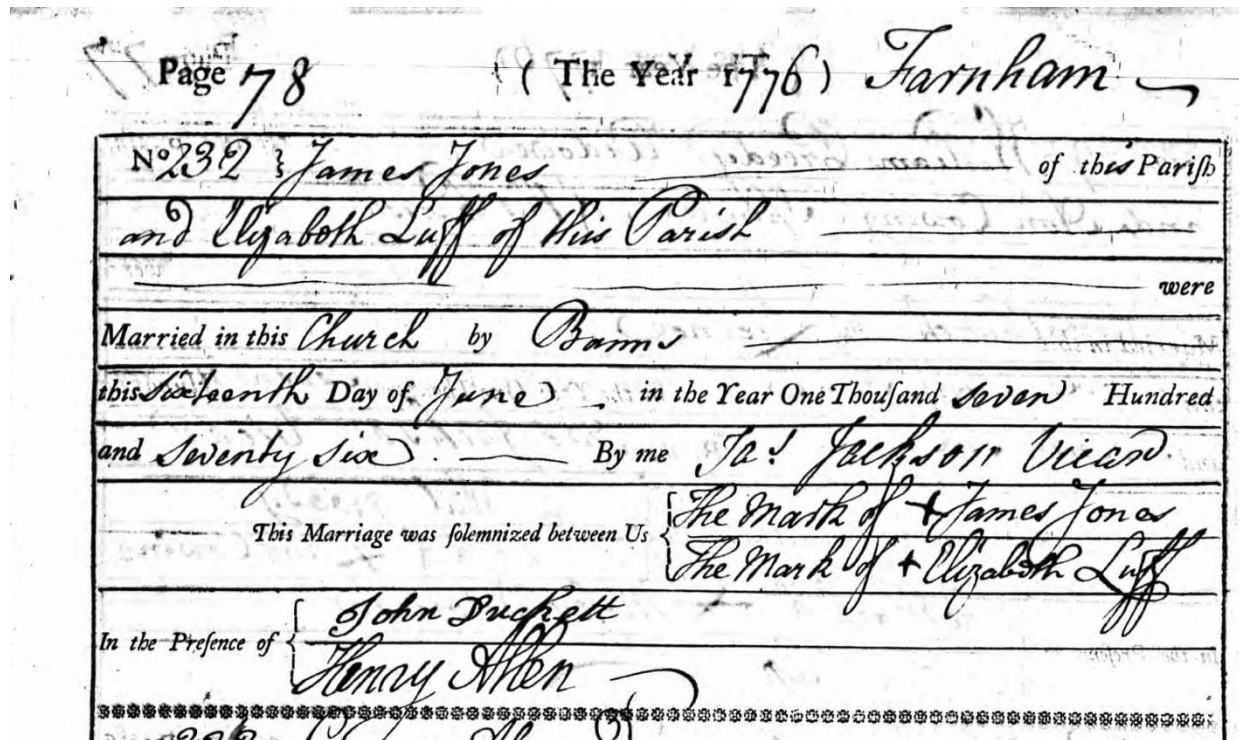 Page 78 ( The Year 1776 ) Farnham
No 232 } James Jones of this Pariſh
and Elizabeth Luff of this Parish
were
Married in this Church by Banns
this sixteenth Day of June in the Year One Thouſand seven Hundred
and Seventy six . By me Jas Jackson Vicar
This Marriage was ſolemnized between Us { The Mark of + James Jones
The Mark of + Elizabeth Luff
In the Preſence of { John Duckett
Henry Allen